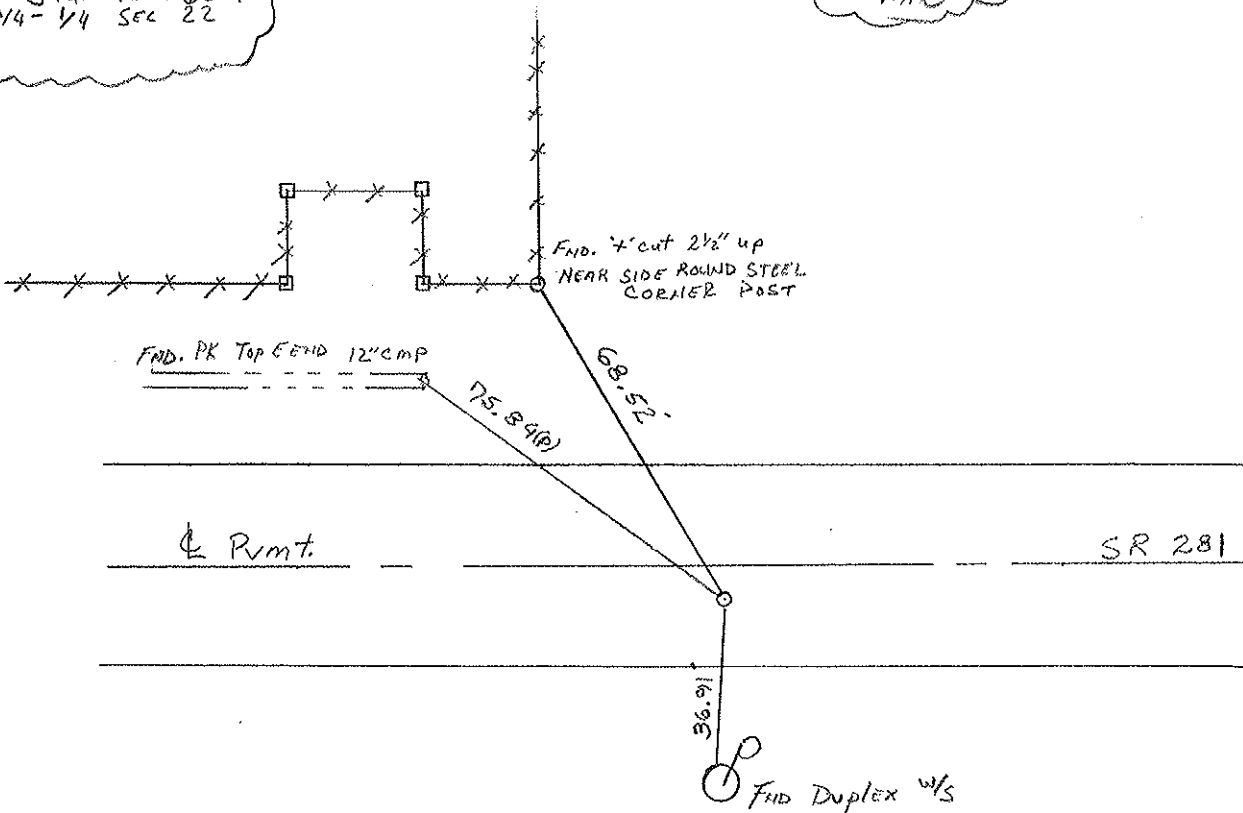 1/4 - 1/4 SEC 22
FND. 'x' cut 2½" up
NEAR SIDE ROUND STEEL
CORNER POST
FND. PK TOP E END 12" CMP
68.52'
75.84(P)
℄ Pvmt.
SR 281
36.91
FND Duplex W/S